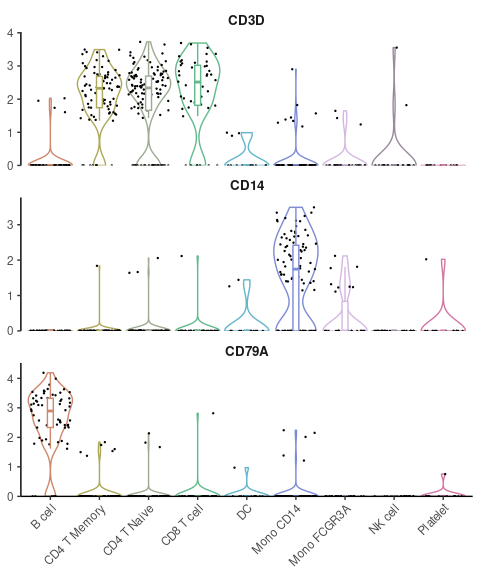 CD3D
4
3
2
1
0
CD14
3
2
1
0
CD79A
4
3
2
1
0
B cell
CD4 T Memory
CD4 T Naive
CD8 T cell
DC
Mono CD14
Mono FCGR3A
NK cell
Platelet